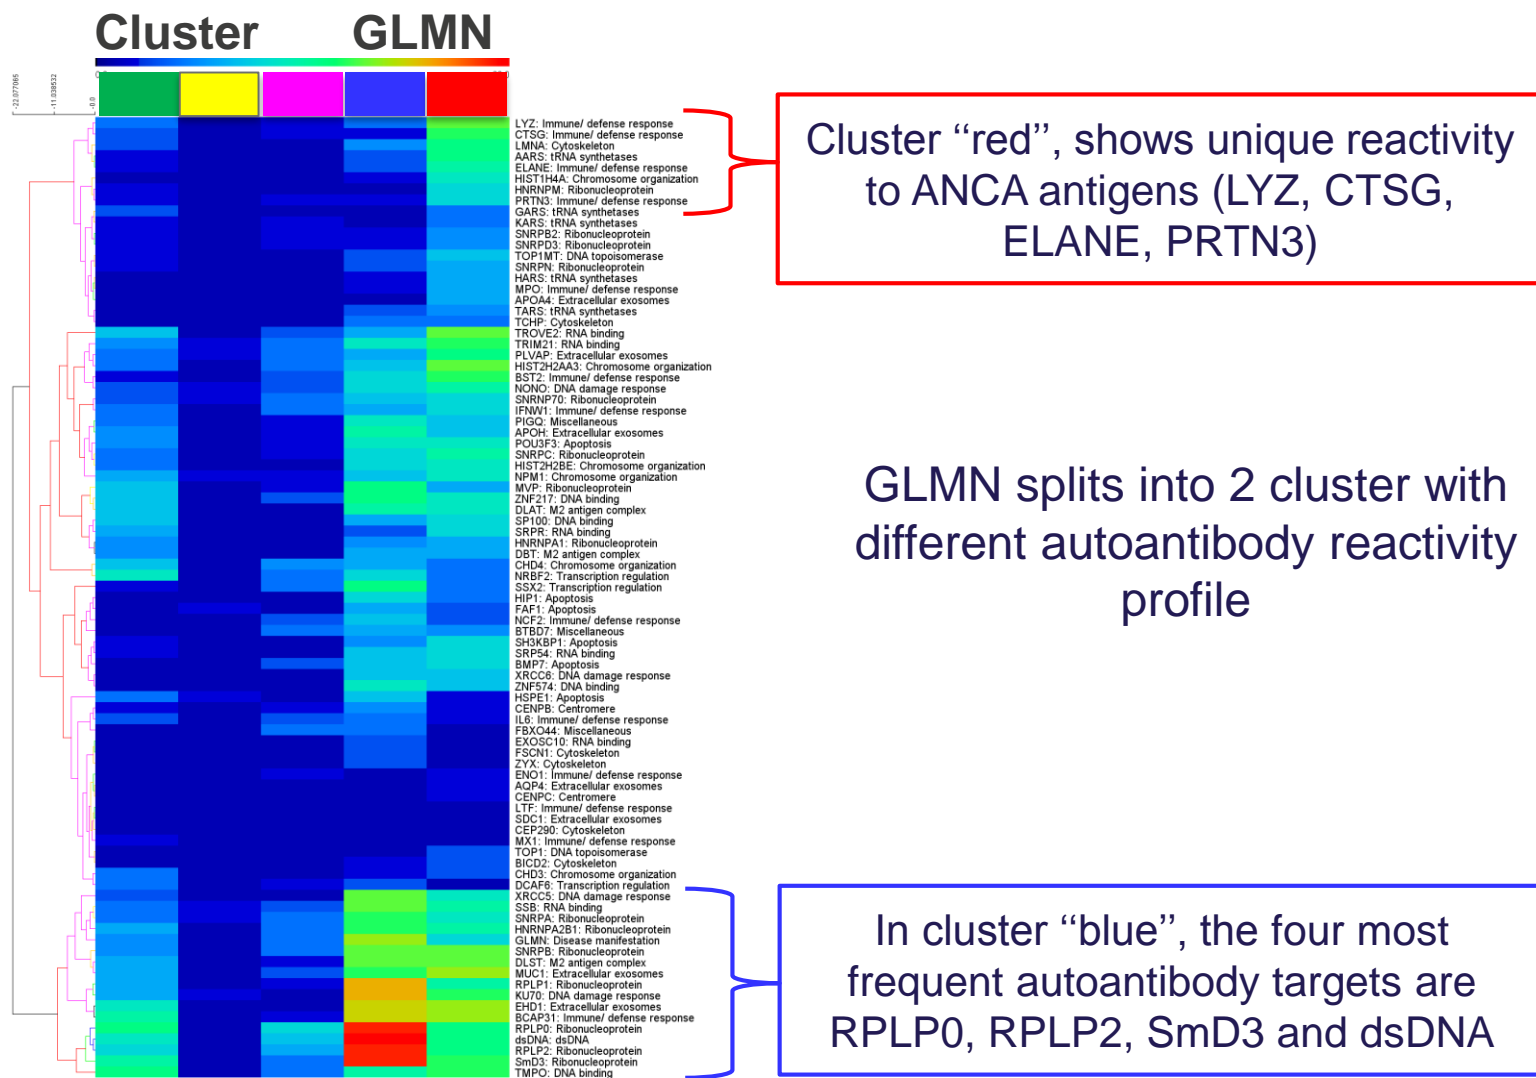 Cluster GLMN
-22.077065
-11.038532
-0.0
LYZ: Immune/ defense response
CTSG: Immune/ defense response
LMNA: Cytoskeleton
AARS: tRNA synthetases
ELANE: Immune/ defense response
HIST1H4A: Chromosome organization
HNRNPM: Ribonucleoprotein
PRTN3: Immune/ defense response
GARS: tRNA synthetases
KARS: tRNA synthetases
SNRPB2: Ribonucleoprotein
SNRPD3: Ribonucleoprotein
TOP1MT: DNA topoisomerase
SNRPN: Ribonucleoprotein
HARS: tRNA synthetases
MPO: Immune/ defense response
APOA4: Extracellular exosomes
TARS: tRNA synthetases
TCHP: Cytoskeleton
TROVE2: RNA binding
TRIM21: RNA binding
PLVAP: Extracellular exosomes
HIST2H2AA3: Chromosome organization
BST2: Immune/ defense response
NONO: DNA damage response
SNRNP70: Ribonucleoprotein
IFNW1: Immune/ defense response
PIGQ: Miscellaneous
APOH: Extracellular exosomes
POU3F3: Apoptosis
SNRPC: Ribonucleoprotein
HIST2H2BE: Chromosome organization
NPM1: Chromosome organization
MVP: Ribonucleoprotein
ZNF217: DNA binding
DLAT: M2 antigen complex
SP100: DNA binding
SRPR: RNA binding
HNRNPA1: Ribonucleoprotein
DBT: M2 antigen complex
CHD4: Chromosome organization
NRBF2: Transcription regulation
SSX2: Transcription regulation
HIP1: Apoptosis
FAF1: Apoptosis
NCF2: Immune/ defense response
BTBD7: Miscellaneous
SH3KBP1: Apoptosis
SRP54: RNA binding
BMP7: Apoptosis
XRCC6: DNA damage response
ZNF574: DNA binding
HSPE1: Apoptosis
CENPB: Centromere
IL6: Immune/ defense response
FBXO44: Miscellaneous
EXOSC10: RNA binding
FSCN1: Cytoskeleton
ZYX: Cytoskeleton
ENO1: Immune/ defense response
AQP4: Extracellular exosomes
CENPC: Centromere
LTF: Immune/ defense response
SDC1: Extracellular exosomes
CEP290: Cytoskeleton
MX1: Immune/ defense response
TOP1: DNA topoisomerase
BICD2: Cytoskeleton
CHD3: Chromosome organization
DCAF6: Transcription regulation
XRCC5: DNA damage response
SSB: RNA binding
SNRPA: Ribonucleoprotein
HNRNPA2B1: Ribonucleoprotein
GLMN: Disease manifestation
SNRPB: Ribonucleoprotein
DLST: M2 antigen complex
MUC1: Extracellular exosomes
RPLP1: Ribonucleoprotein
KU70: DNA damage response
EHD1: Extracellular exosomes
BCAP31: Immune/ defense response
RPLP0: Ribonucleoprotein
dsDNA: dsDNA
RPLP2: Ribonucleoprotein
SmD3: Ribonucleoprotein
TMPO: DNA binding
Cluster ‘‘red’’, shows unique reactivity
to ANCA antigens (LYZ, CTSG,
ELANE, PRTN3)
GLMN splits into 2 cluster with
different autoantibody reactivity
profile
In cluster ‘‘blue’’, the four most
frequent autoantibody targets are
RPLP0, RPLP2, SmD3 and dsDNA